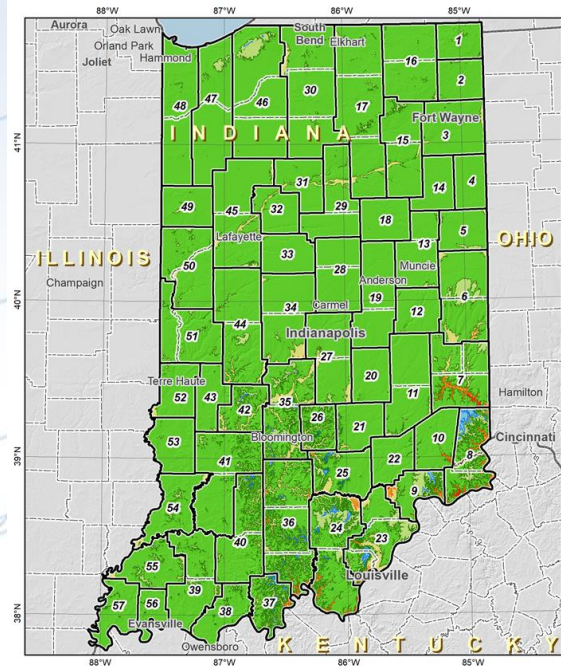 88°W 87°W 86°W 85°W
Aurora
Oak Lawn
South
Bend
Elkhart
Orland Park
Joliet
Hammond
1
16
2
30
48
47
46
17
Fort Wayne
41°N
INDIANA
3
15
31
14
4
49
45
32
29
18
5
Lafayette
13
OHIO
ILLINOIS
50
33
28
Muncie
Champaign
Anderson
6
40°N
34
Carmel
19
12
44
51
Indianapolis
27
7
Terre Haute
20
Hamilton
52
43
42
35
11
26
Bloomington
21
10
Cincinnati
39°N
53
41
22
8
25
9
54
36
24
23
40
55
Louisville
39
57
56
38
37
38°N
Evansville
Owensboro
KENTUCKY
88°W 87°W 86°W 85°W